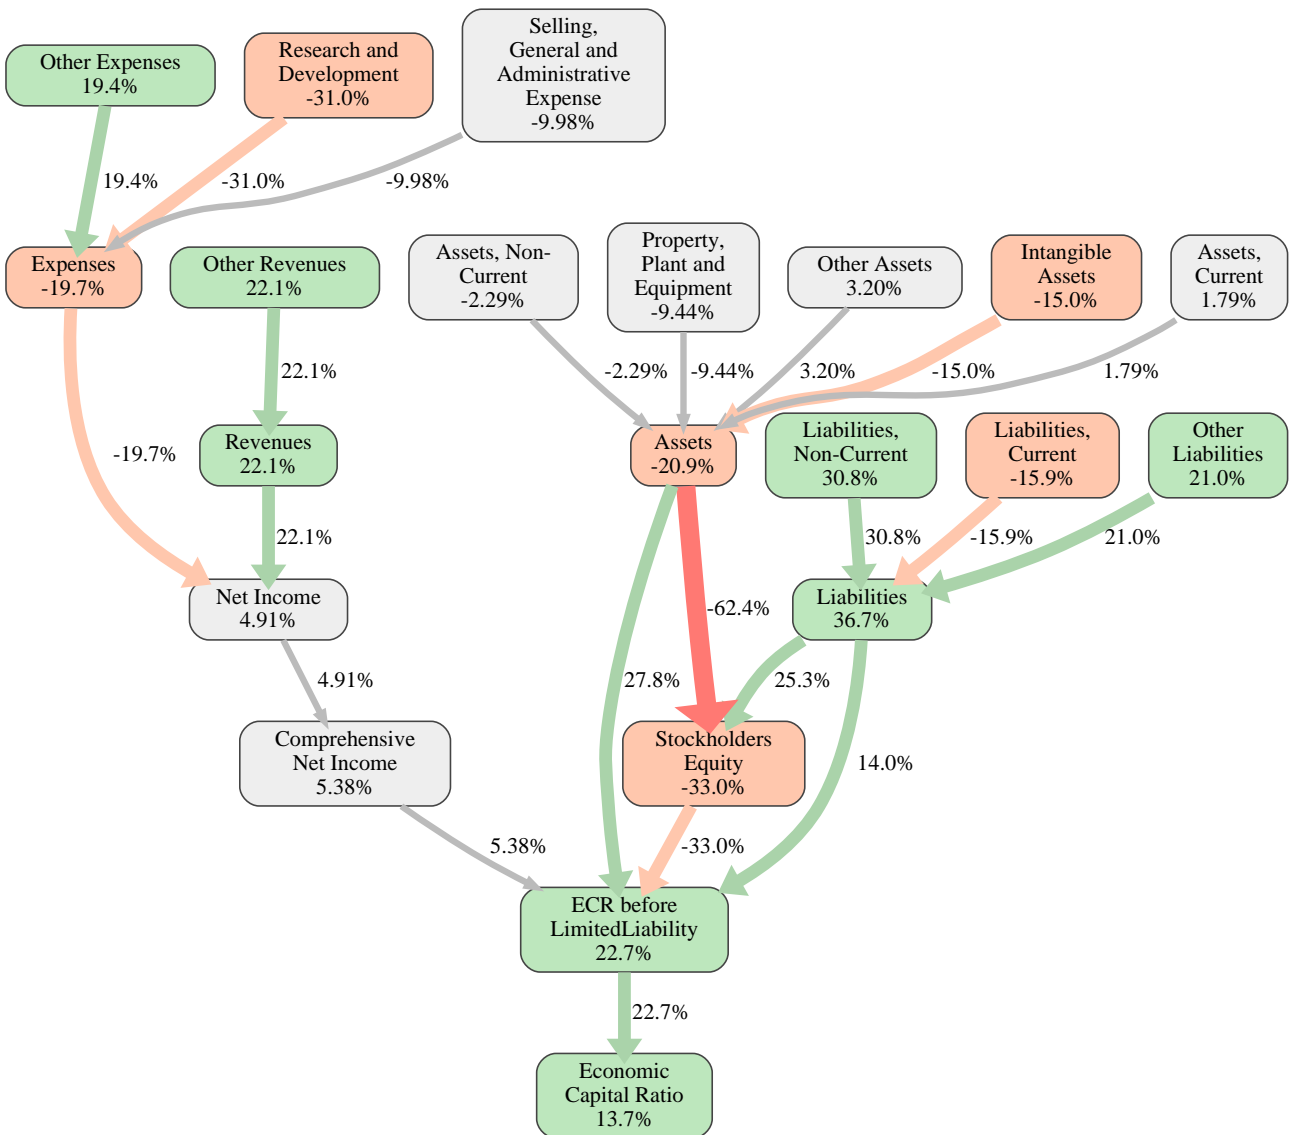 Other Expenses
19.4%
Research and
Development
-31.0%
Selling,
General and
Administrative
Expense
-9.98%
19.4%
-31.0%
-9.98%
Expenses
-19.7%
Other Revenues
22.1%
Assets, Non-
Current
-2.29%
Property,
Plant and
Equipment
-9.44%
Other Assets
3.20%
Intangible
Assets
-15.0%
Assets,
Current
1.79%
22.1%
-2.29%
-9.44%
3.20%
-15.0%
1.79%
-19.7%
Revenues
22.1%
Assets
-20.9%
Liabilities,
Non-Current
30.8%
Liabilities,
Current
-15.9%
Other
Liabilities
21.0%
22.1%
30.8%
-15.9%
21.0%
Net Income
4.91%
-62.4%
Liabilities
36.7%
4.91%
27.8%
25.3%
Comprehensive
Net Income
5.38%
Stockholders
Equity
-33.0%
14.0%
5.38%
-33.0%
ECR before
LimitedLiability
22.7%
22.7%
Economic
Capital Ratio
13.7%